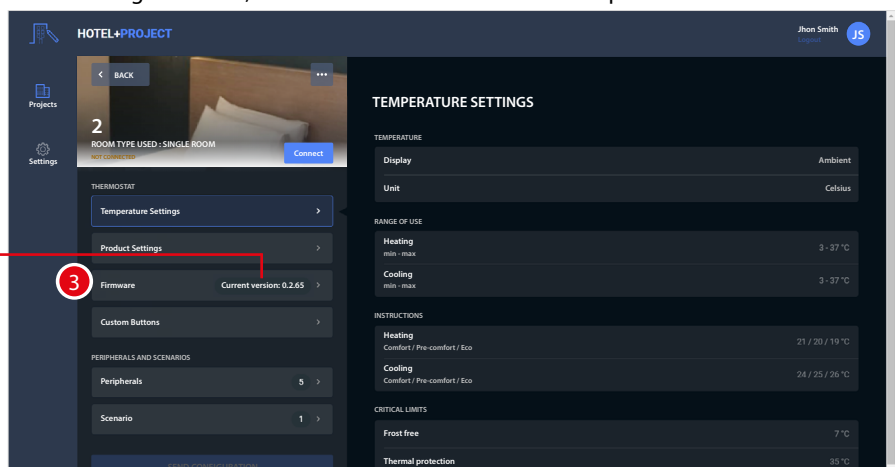 HOTEL+PROJECT
Jhon Smith
Logout
JS
Projects
Settings
BACK
2
ROOM TYPE USED : SINGLE ROOM
NOT CONNECTED
Connect
THERMOSTAT
Temperature Settings
Product Settings
3
Firmware
Current version: 0.2.65
Custom Buttons
PERIPHERALS AND SCENARIOS
Peripherals 5
Scenario 1
SEND CONFIGURATION
TEMPERATURE SETTINGS
TEMPERATURE
Display Ambient
Unit Celsius
RANGE OF USE
Heating
min - max
3 - 37 °C
Cooling
min - max
3 - 37 °C
INSTRUCTIONS
Heating
Comfort / Pre-comfort / Eco
21 / 20 / 19 °C
Cooling
Comfort / Pre-comfort / Eco
24 / 25 / 26 °C
CRITICAL LIMITS
Frost free 7 °C
Thermal protection 35 °C